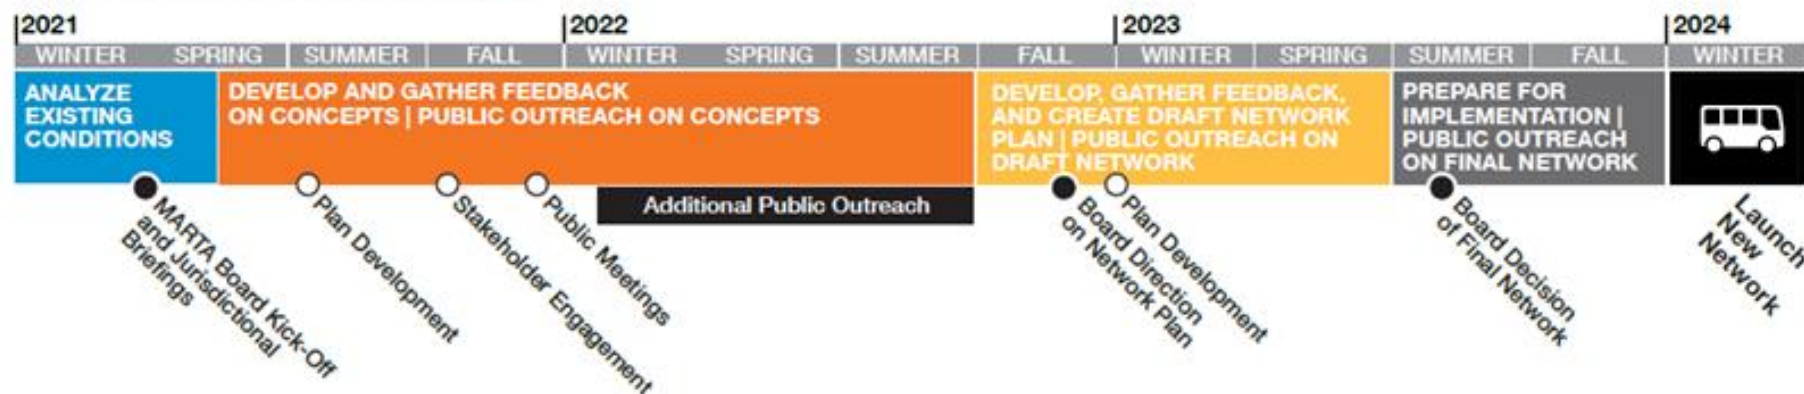 2021
2022
2023
2024
WINTER SPRING SUMMER FALL WINTER SPRING SUMMER FALL WINTER SPRING SUMMER FALL WINTER
ANALYZE
EXISTING
CONDITIONS
DEVELOP AND GATHER FEEDBACK
ON CONCEPTS | PUBLIC OUTREACH ON CONCEPTS
DEVELOP, GATHER FEEDBACK,
AND CREATE DRAFT NETWORK
PLAN | PUBLIC OUTREACH ON
DRAFT NETWORK
PREPARE FOR
IMPLEMENTATION |
PUBLIC OUTREACH
ON FINAL NETWORK
Additional Public Outreach
MARTA Board Kick-Off
and Jurisdictional
Briefings
Plan Development
Stakeholder Engagement
Public Meetings
Board Direction
on Network Plan
Plan Development
Board Decision
of Final Network
Launch
New
Network